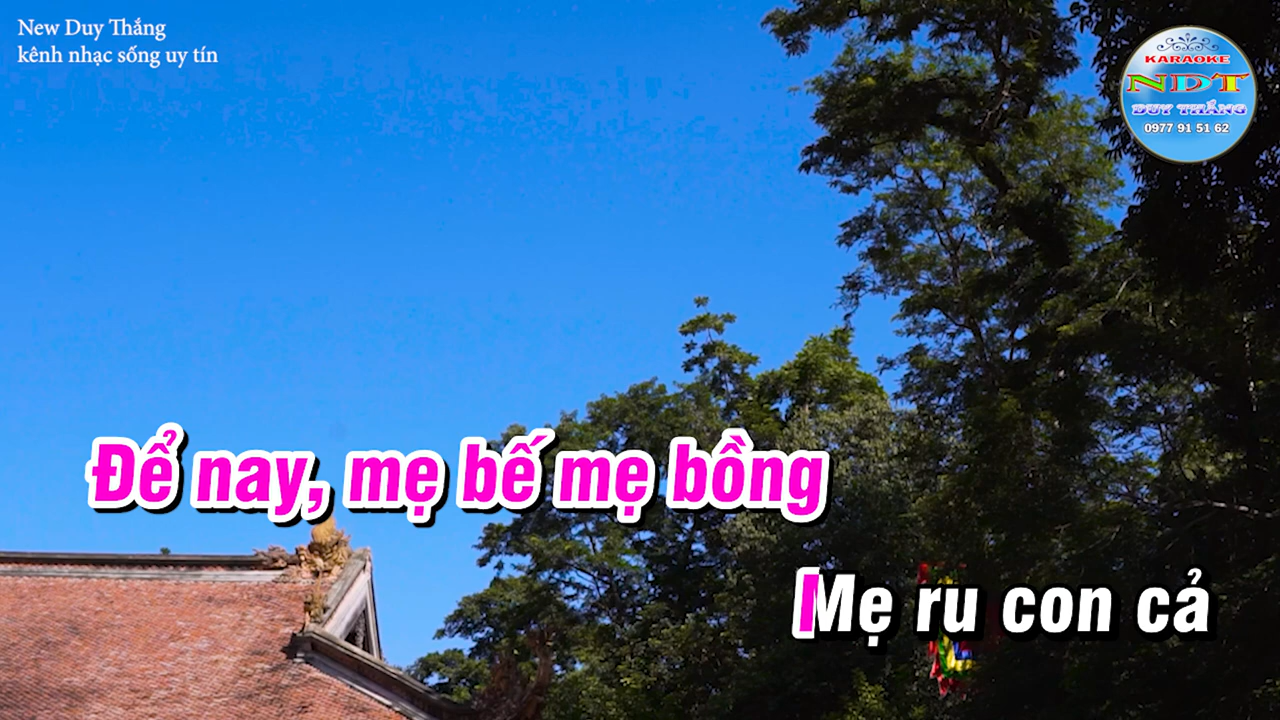 New Duy Thắng
kênh nhạc sống uy tín
KARAOKE
NDT
DUY THẮNG
0977 91 51 62
Để nay, mẹ bế mẹ bồng
Mẹ ru con cả